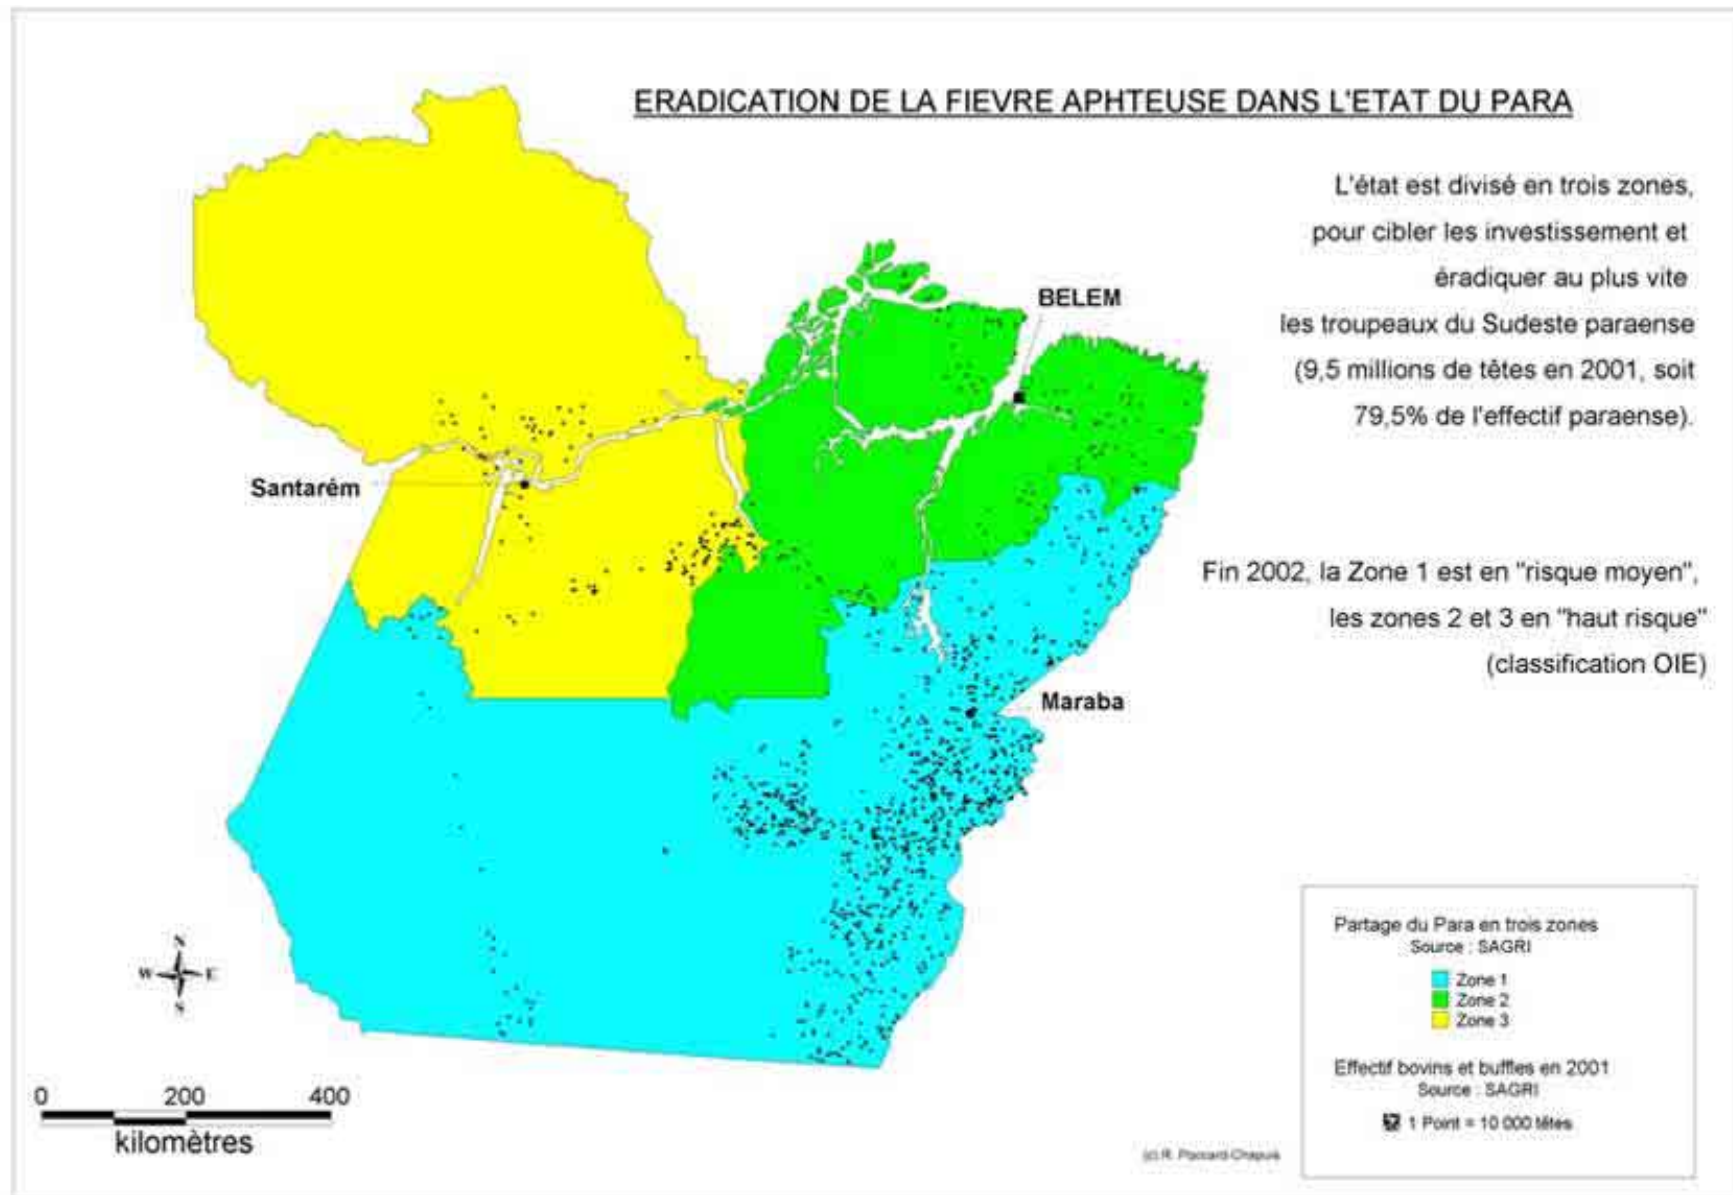 ERADICATION DE LA FIEVRE APHTEUSE DANS L'ETAT DU PARA
L'état est divisé en trois zones,
pour cibler les investissement et
éradiquer au plus vite
les troupeaux du Sudeste paraense
(9,5 millions de têtes en 2001, soit
79,5% de l'effectif paraense).
BELEM
Santarém
Fin 2002, la Zone 1 est en "risque moyen",
les zones 2 et 3 en "haut risque"
(classification OIE)
Maraba
Partage du Para en trois zones
Source : SAGRI
Zone 1
Zone 2
Zone 3
Effectif bovins et buffles en 2001
Source : SAGRI
1 Point = 10 000 têtes
N
W E
S
0 200 400
kilomètres
(c) R. Poccard-Chapuis